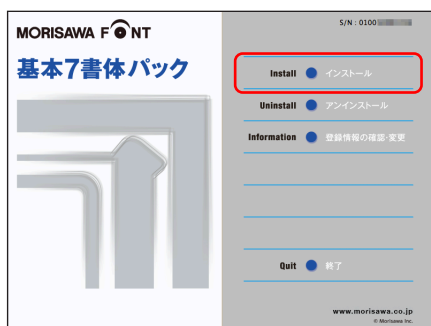 MORISAWA FONT
基本7書体パック
S/N : 0100
Install インストール
Uninstall アンインストール
Information 登録情報の確認・変更
Quit 終了
www.morisawa.co.jp
© Morisawa Inc.